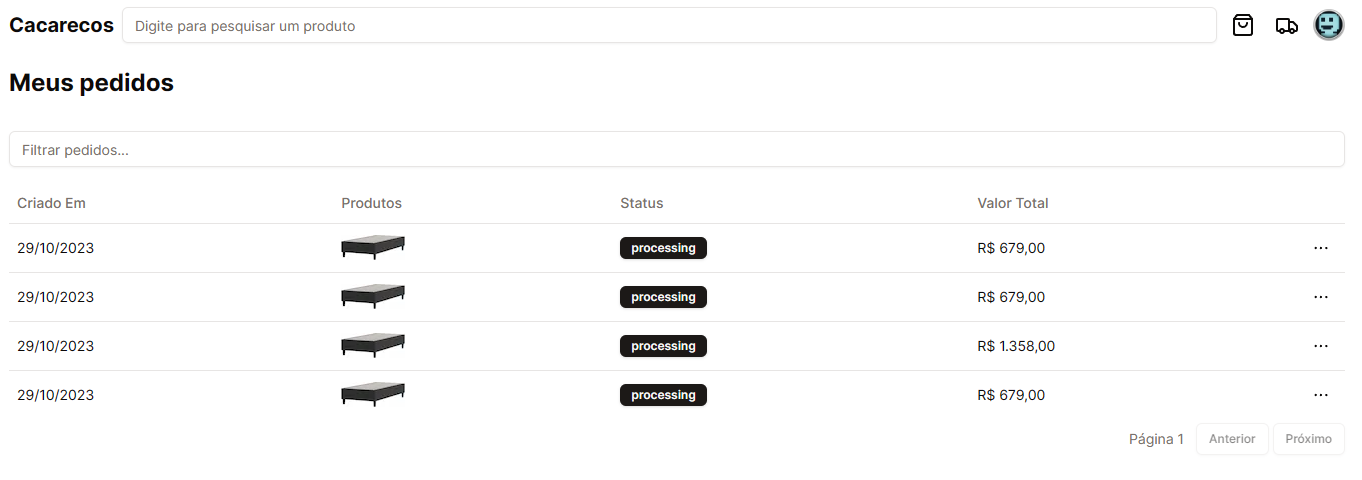 Cacarecos Digite para pesquisar um produto
Meus pedidos
Filtrar pedidos...
Criado Em Produtos Status Valor Total
29/10/2023 processing R$ 679,00 ...
29/10/2023 processing R$ 679,00 ...
29/10/2023 processing R$ 1.358,00 ...
29/10/2023 processing R$ 679,00 ...
Página 1 Anterior Próximo